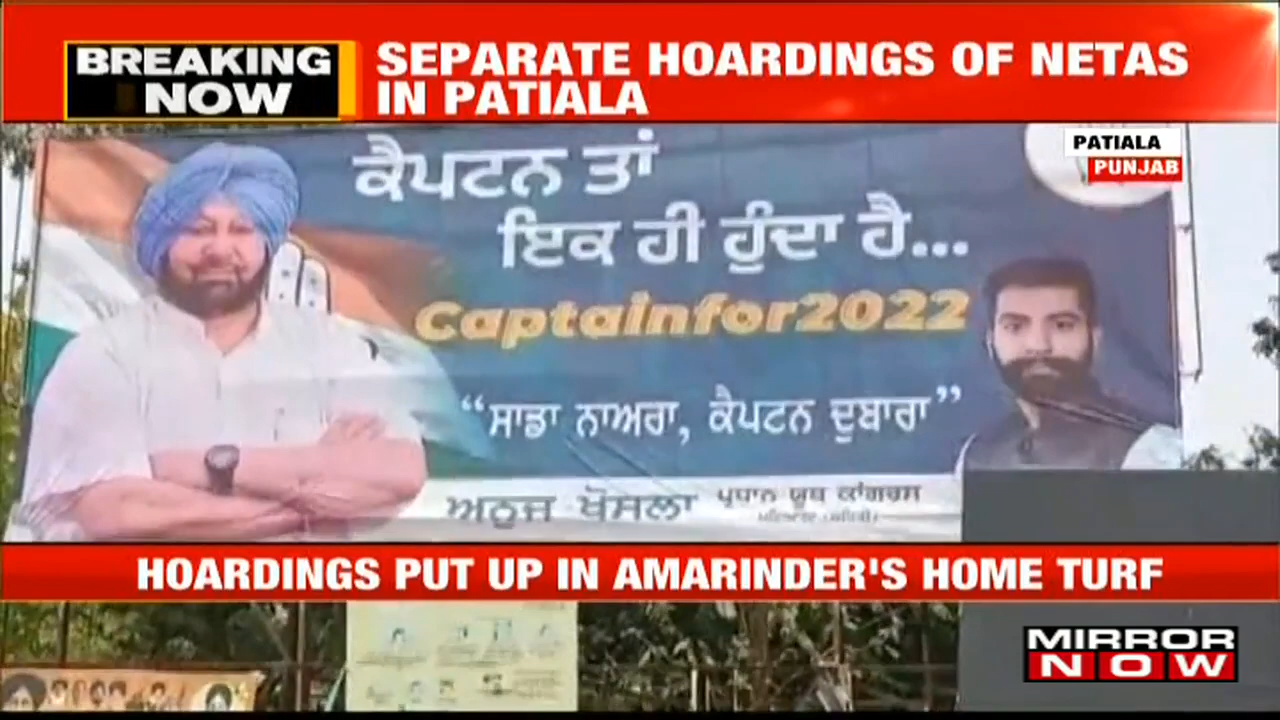 BREAKING NOW
SEPARATE HOARDINGS OF NETAS
IN PATIALA
PATIALA
PUNJAB
ਕੈਪਟਨ ਤਾਂ
ਇਕ ਹੀ ਹੁੰਦਾ ਹੈ...
Captainfor2022
“ਸਾਡਾ ਨਾਅਰਾ, ਕੈਪਟਨ ਦੁਬਾਰਾ”
ਅਨੁਜ ਖੋਸਲਾ ਪ੍ਰਧਾਨ ਯੂਥ ਕਾਂਗਰਸ
HOARDINGS PUT UP IN AMARINDER'S HOME TURF
MIRROR
NOW